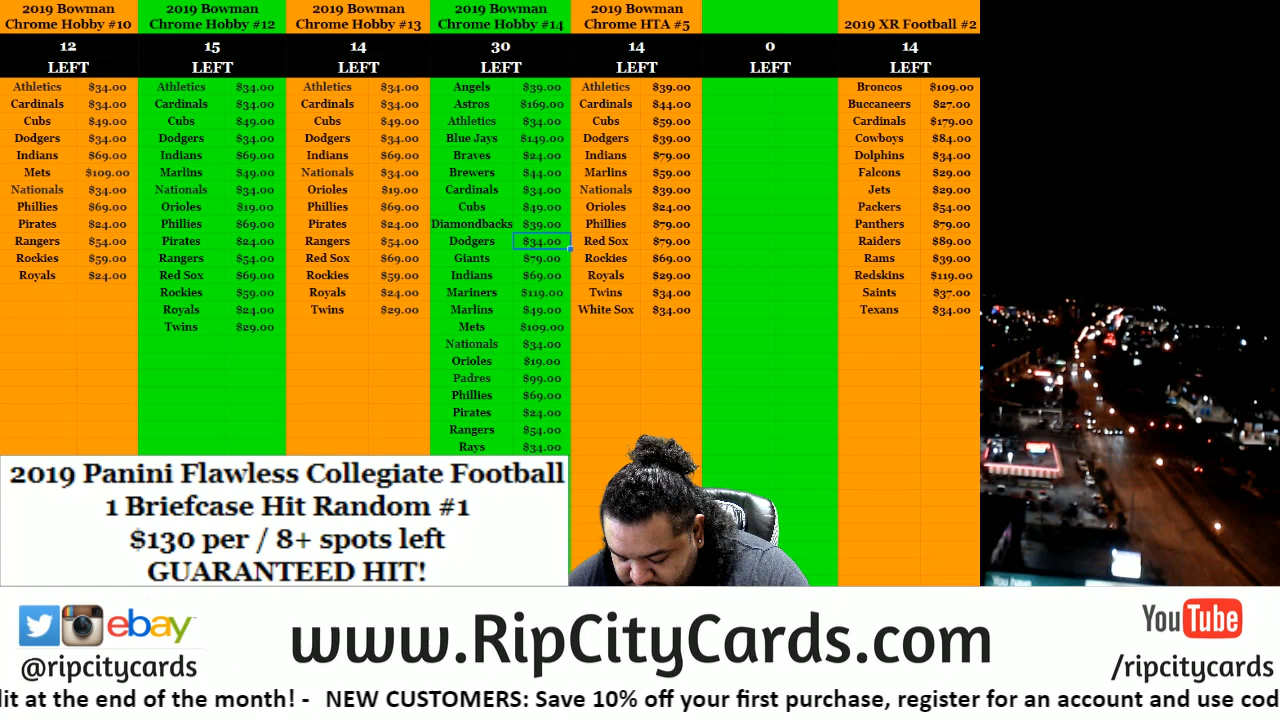 2019 Bowman
Chrome Hobby #10
12
LEFT
Athletics $34.00
Cardinals $34.00
Cubs $49.00
Dodgers $34.00
Indians $69.00
Mets $109.00
Nationals $34.00
Phillies $69.00
Pirates $24.00
Rangers $54.00
Rockies $59.00
Royals $24.00
2019 Bowman
Chrome Hobby #12
15
LEFT
Athletics $34.00
Cardinals $34.00
Cubs $49.00
Dodgers $34.00
Indians $69.00
Marlins $49.00
Nationals $34.00
Orioles $19.00
Phillies $69.00
Pirates $24.00
Rangers $54.00
Red Sox $69.00
Rockies $59.00
Royals $24.00
Twins $29.00
2019 Bowman
Chrome Hobby #13
14
LEFT
Athletics $34.00
Cardinals $34.00
Cubs $49.00
Dodgers $34.00
Indians $69.00
Nationals $34.00
Orioles $19.00
Phillies $69.00
Pirates $24.00
Rangers $54.00
Red Sox $69.00
Rockies $59.00
Royals $24.00
Twins $29.00
2019 Bowman
Chrome Hobby #14
30
LEFT
Angels $39.00
Astros $169.00
Athletics $34.00
Blue Jays $149.00
Braves $24.00
Brewers $44.00
Cardinals $34.00
Cubs $49.00
Diamondbacks $39.00
Dodgers $34.00
Giants $79.00
Indians $69.00
Mariners $119.00
Marlins $49.00
Mets $109.00
Nationals $34.00
Orioles $19.00
Padres $99.00
Phillies $69.00
Pirates $24.00
Rangers $54.00
Rays $34.00
2019 Bowman
Chrome HTA #5
14
LEFT
Athletics $39.00
Cardinals $44.00
Cubs $59.00
Dodgers $39.00
Indians $79.00
Marlins $59.00
Nationals $39.00
Orioles $24.00
Phillies $79.00
Red Sox $79.00
Rockies $69.00
Royals $29.00
Twins $34.00
White Sox $34.00
0
LEFT
2019 XR Football #2
14
LEFT
Broncos $109.00
Buccaneers $27.00
Cardinals $179.00
Cowboys $84.00
Dolphins $34.00
Falcons $29.00
Jets $29.00
Packers $54.00
Panthers $79.00
Raiders $89.00
Rams $39.00
Redskins $119.00
Saints $37.00
Texans $34.00
2019 Panini Flawless Collegiate Football
1 Briefcase Hit Random #1
$130 per / 8+ spots left
GUARANTEED HIT!
ebay
@ripcitycards
www.RipCityCards.com
YouTube
/ripcitycards
dit at the end of the month! - NEW CUSTOMERS: Save 10% off your first purchase, register for an account and use cod